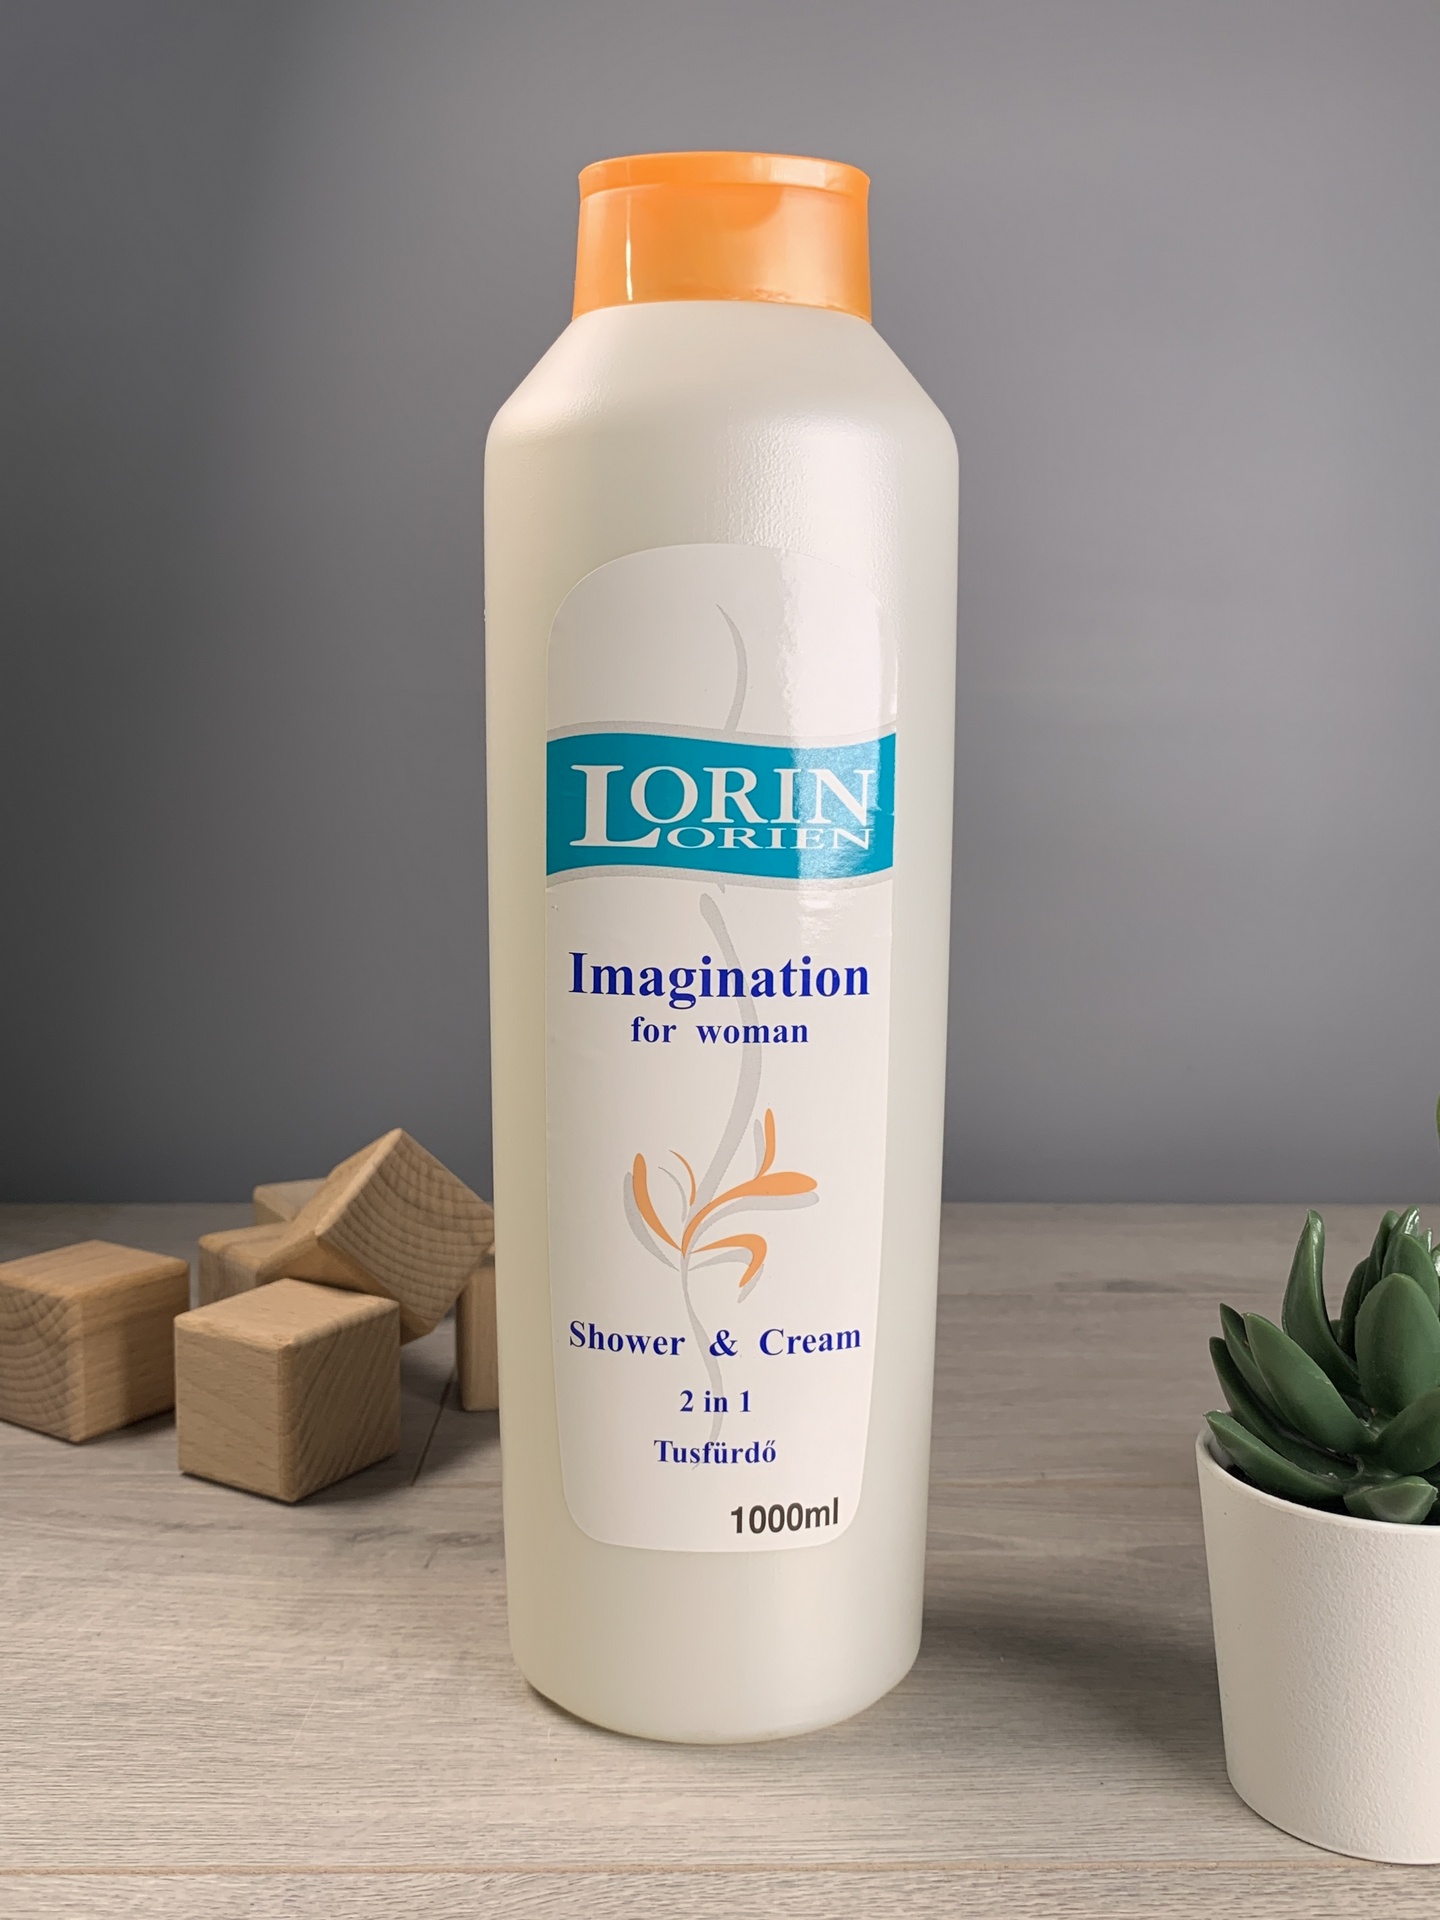 LORIN
LORIEN
Imagination
for woman
Shower & Cream
2 in 1
Tusfürdő
1000ml